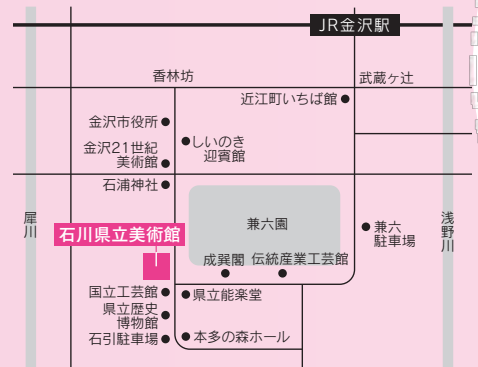 JR金沢駅
香林坊
武蔵ヶ辻
近江町いちば館
金沢市役所
しいのき
迎賓館
金沢21世紀
美術館
石浦神社
兼六園
犀川
石川県立美術館
兼六
駐車場
浅野川
成巽閣
伝統産業工芸館
国立工芸館
県立能楽堂
県立歴史
博物館
石引駐車場
本多の森ホール